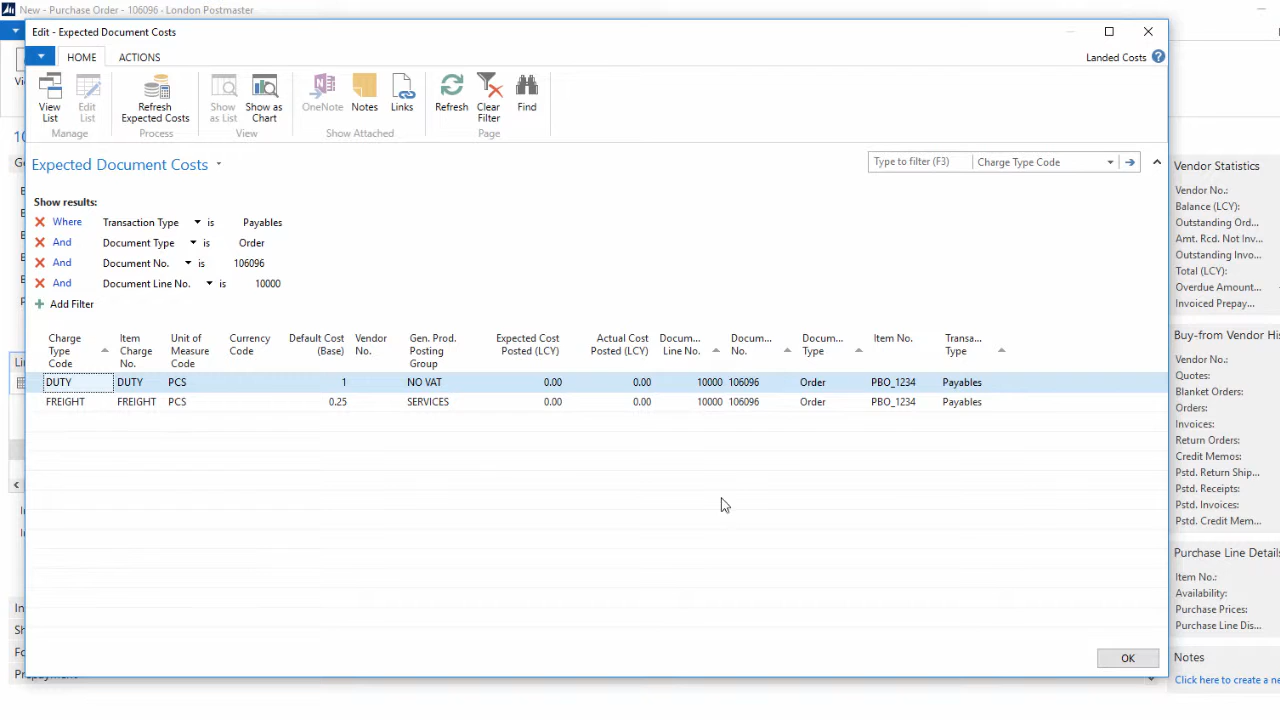 New - Purchase Order - 106096 - London Postmaster
Edit - Expected Document Costs
HOME ACTIONS
Landed Costs
View List
Edit List
Refresh Expected Costs
Show as List
Show as Chart
OneNote
Notes
Links
Refresh
Clear Filter
Find
Manage Process View Show Attached Page
Expected Document Costs
Type to filter (F3) Charge Type Code
Show results:
Where Transaction Type is Payables
And Document Type is Order
And Document No. is 106096
And Document Line No. is 10000
Add Filter
Charge Type Code Item Charge No. Unit of Measure Code Currency Code Default Cost (Base) Vendor No. Gen. Prod. Posting Group Expected Cost Posted (LCY) Actual Cost Posted (LCY) Docum... Line No. Docum... No. Docum... Type Item No. Transa... Type
DUTY DUTY PCS 1 NO VAT 0.00 0.00 10000 106096 Order PBO_1234 Payables
FREIGHT FREIGHT PCS 0.25 SERVICES 0.00 0.00 10000 106096 Order PBO_1234 Payables
OK
Vendor Statistics
Vendor No.:
Balance (LCY):
Outstanding Ord...
Amt. Rcd. Not Inv...
Outstanding Invo...
Total (LCY):
Overdue Amount...
Invoiced Prepay...
Buy-from Vendor His
Vendor No.:
Quotes:
Blanket Orders:
Orders:
Invoices:
Return Orders:
Credit Memos:
Pstd. Return Ship...
Pstd. Receipts:
Pstd. Invoices:
Pstd. Credit Mem...
Purchase Line Details
Item No.:
Availability:
Purchase Prices:
Purchase Line Dis...
Notes
Click here to create a ne